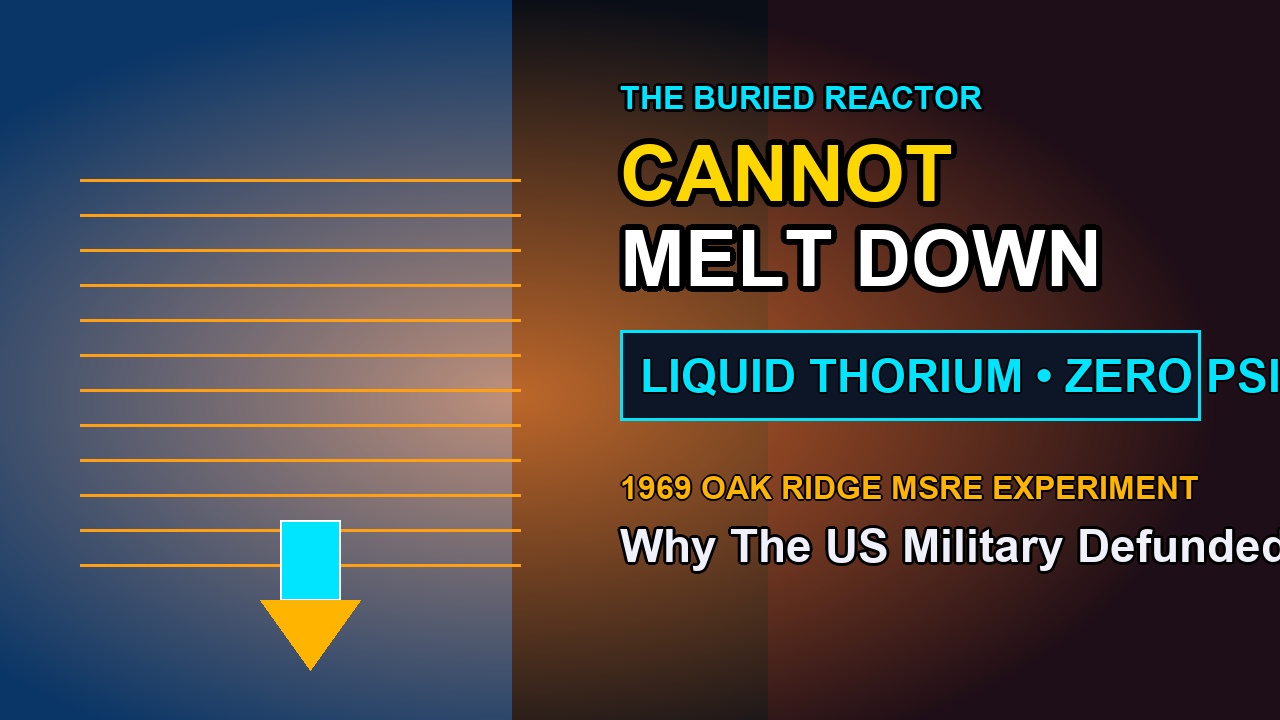 THE BURIED REACTOR
CANNOT
MELT DOWN
LIQUID THORIUM • ZERO PSI
1969 OAK RIDGE MSRE EXPERIMENT
Why The US Military Defunded